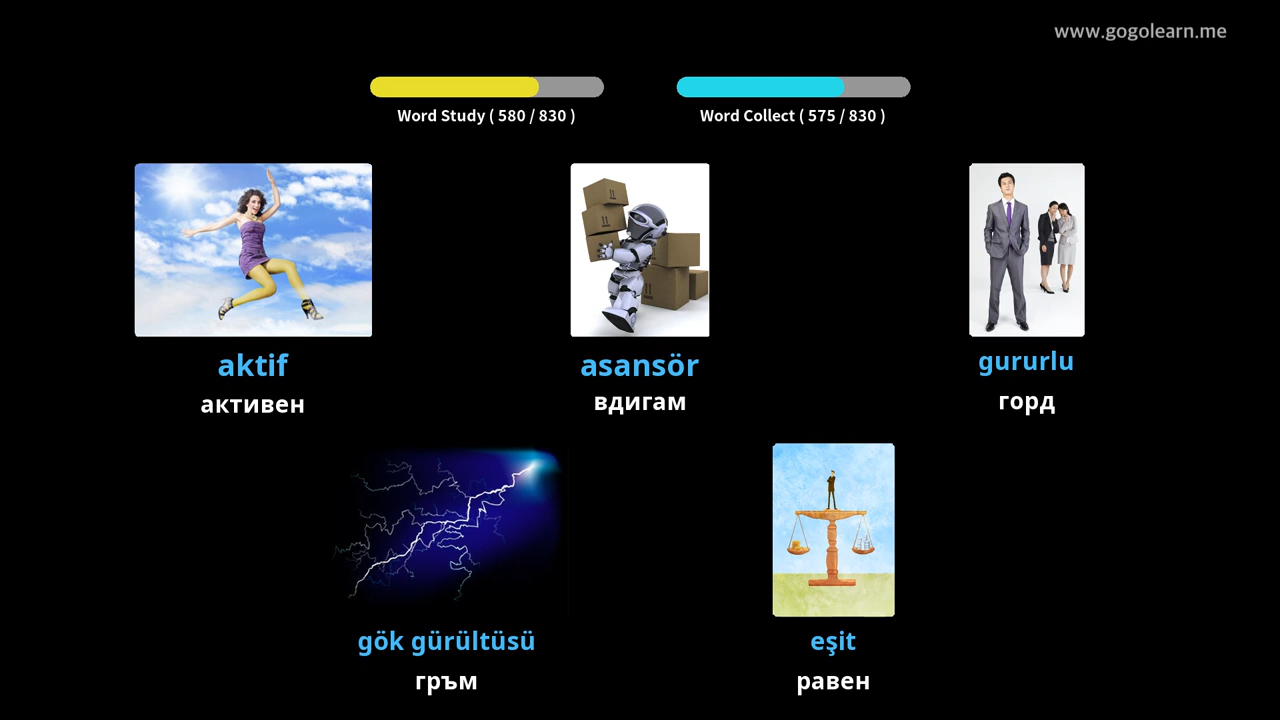 www.gogolearn.me
Word Study ( 580 / 830 )
Word Collect ( 575 / 830 )
aktif
активен
asansör
вдигам
gururlu
горд
gök gürültüsü
гръм
eşit
равен